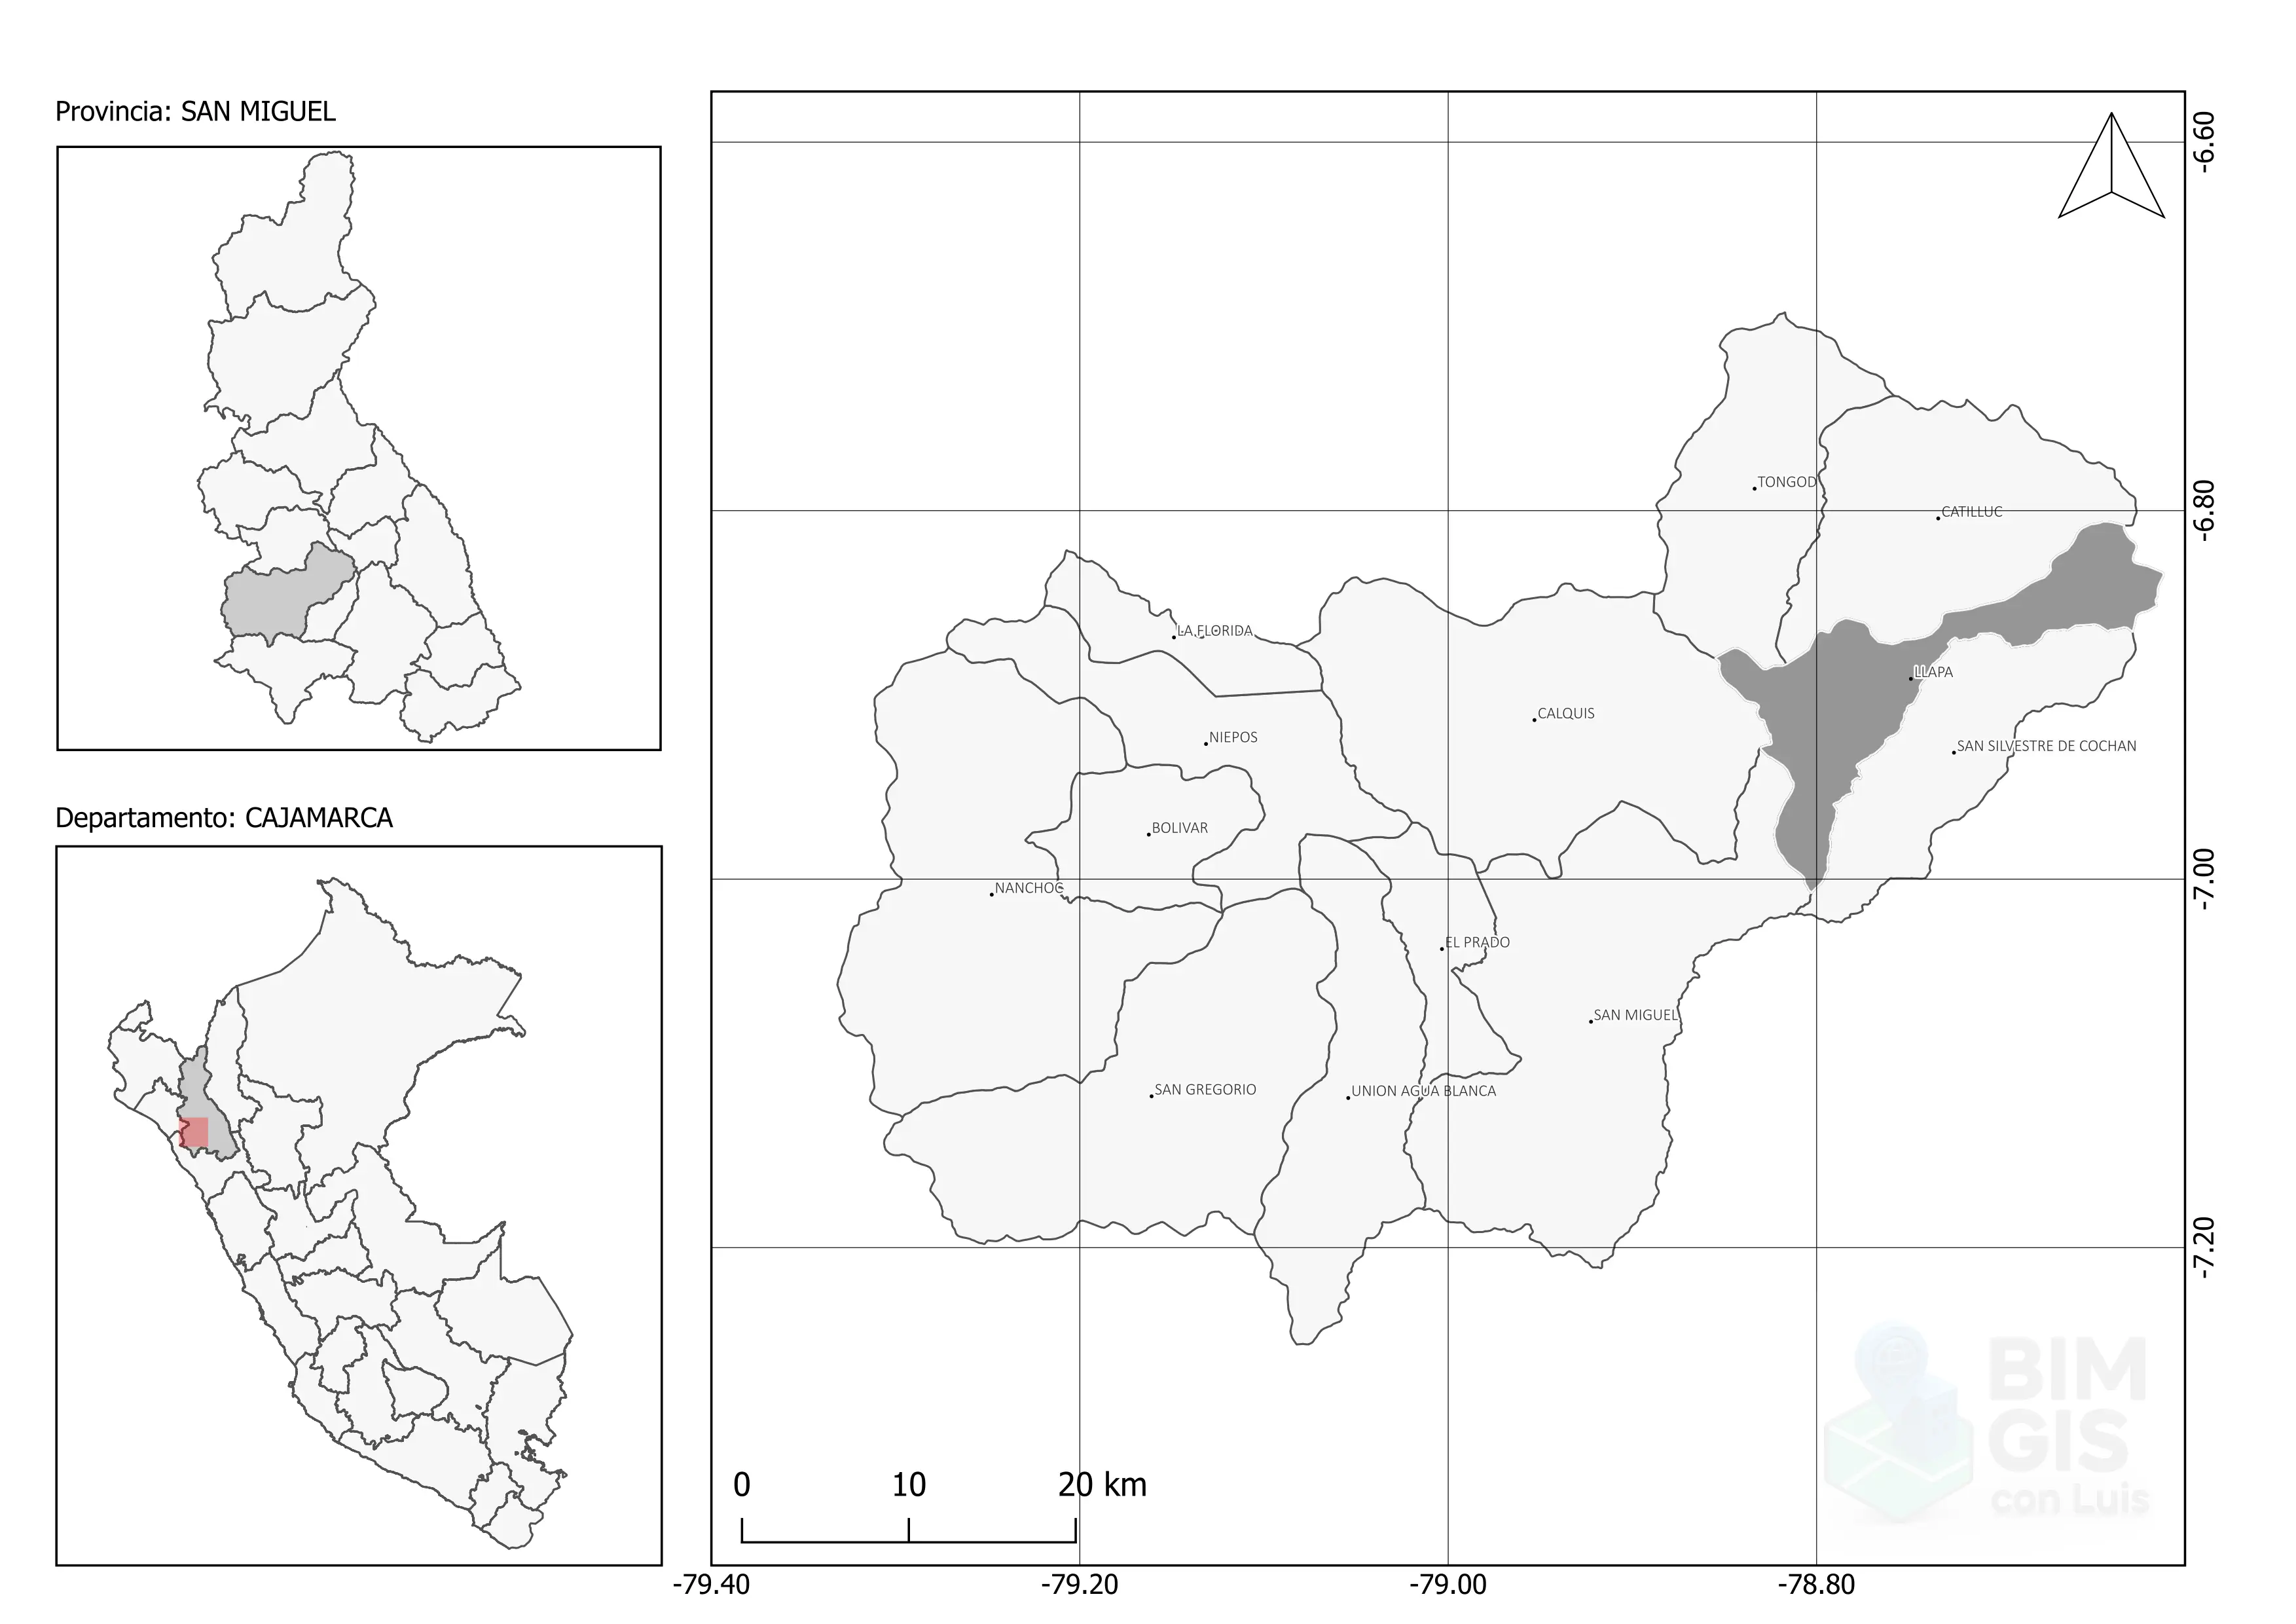 Provincia: SAN MIGUEL
Departamento: CAJAMARCA
-6.60
TONGOD
CATILLUC
-6.80
LA FLORIDA
LLAPA
CALQUIS
NIEPOS
SAN SILVESTRE DE COCHAN
BOLIVAR
NANCHOC
-7.00
EL PRADO
SAN MIGUEL
SAN GREGORIO
UNION AGUA BLANCA
-7.20
BIM
GIS
con Luis
0 10 20 km
-79.40 -79.20 -79.00 -78.80